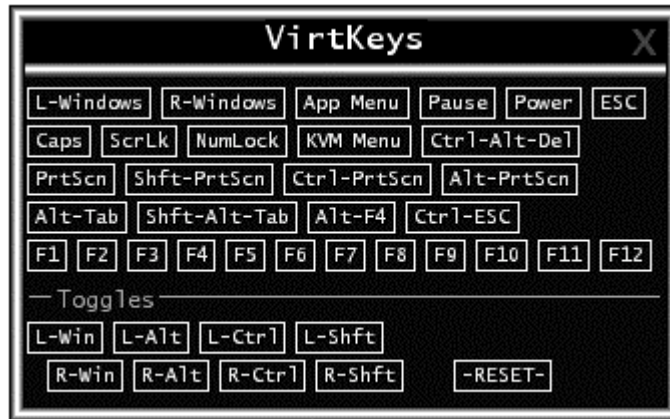 VirtKeys X
L-Windows R-Windows App Menu Pause Power ESC
Caps ScrLk NumLock KVM Menu Ctrl-Alt-Del
PrtScn Shft-PrtScn Ctrl-PrtScn Alt-PrtScn
Alt-Tab Shft-Alt-Tab Alt-F4 Ctrl-ESC
F1 F2 F3 F4 F5 F6 F7 F8 F9 F10 F11 F12
Toggles
L-Win L-Alt L-Ctrl L-Shft
R-Win R-Alt R-Ctrl R-Shft -RESET-